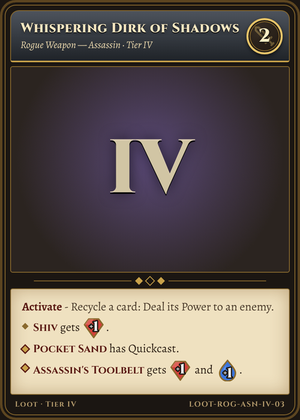 Whispering Dirk of Shadows
2
Rogue Weapon — Assassin · Tier IV
IV
Activate - Recycle a card: Deal its Power to an enemy.
Shiv gets -1 .
Pocket Sand has Quickcast.
Assassin's Toolbelt gets -1 and -1 .
Loot · Tier IV
LOOT-ROG-ASN-IV-03